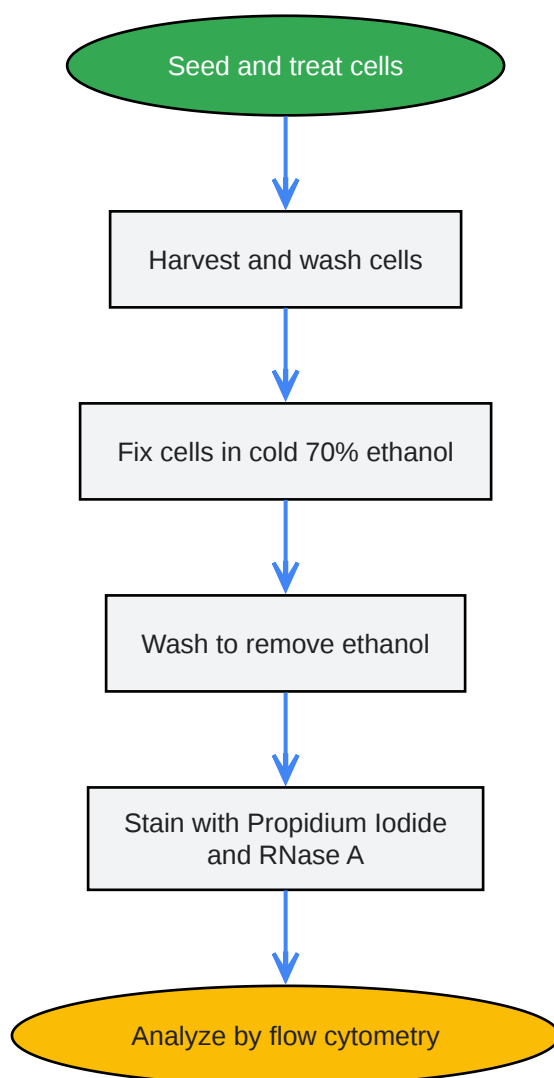 Seed and treat cells
Harvest and wash cells
Fix cells in cold 70% ethanol
Wash to remove ethanol
Stain with Propidium Iodide
and RNase A
Analyze by flow cytometry